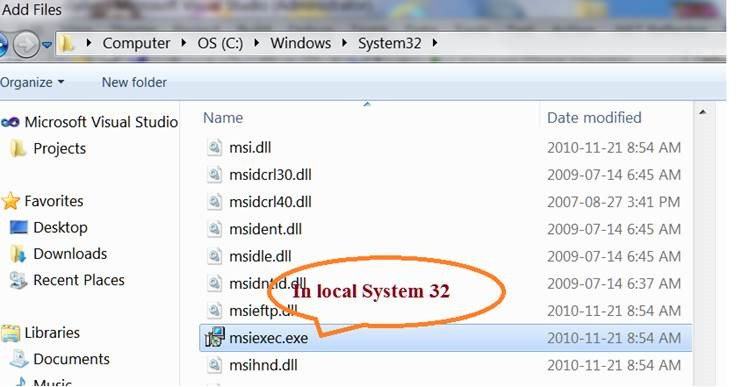 Add Files
Computer OS (C:) Windows System32
Organize New folder
Microsoft Visual Studio
Projects
Favorites
Desktop
Downloads
Recent Places
Libraries
Documents
Music
Name Date modified
msi.dll 2010-11-21 8:54 AM
msidcrl30.dll 2009-07-14 6:45 AM
msidcrl40.dll 2007-08-27 3:41 PM
msident.dll 2009-07-14 6:45 AM
msidle.dll 2009-07-14 6:45 AM
msidntld.dll 2009-07-14 6:37 AM
In local System 32
msieftp.dll 2010-11-21 8:54 AM
msiexec.exe 2010-11-21 8:54 AM
msihnd.dll 2010-11-21 8:54 AM